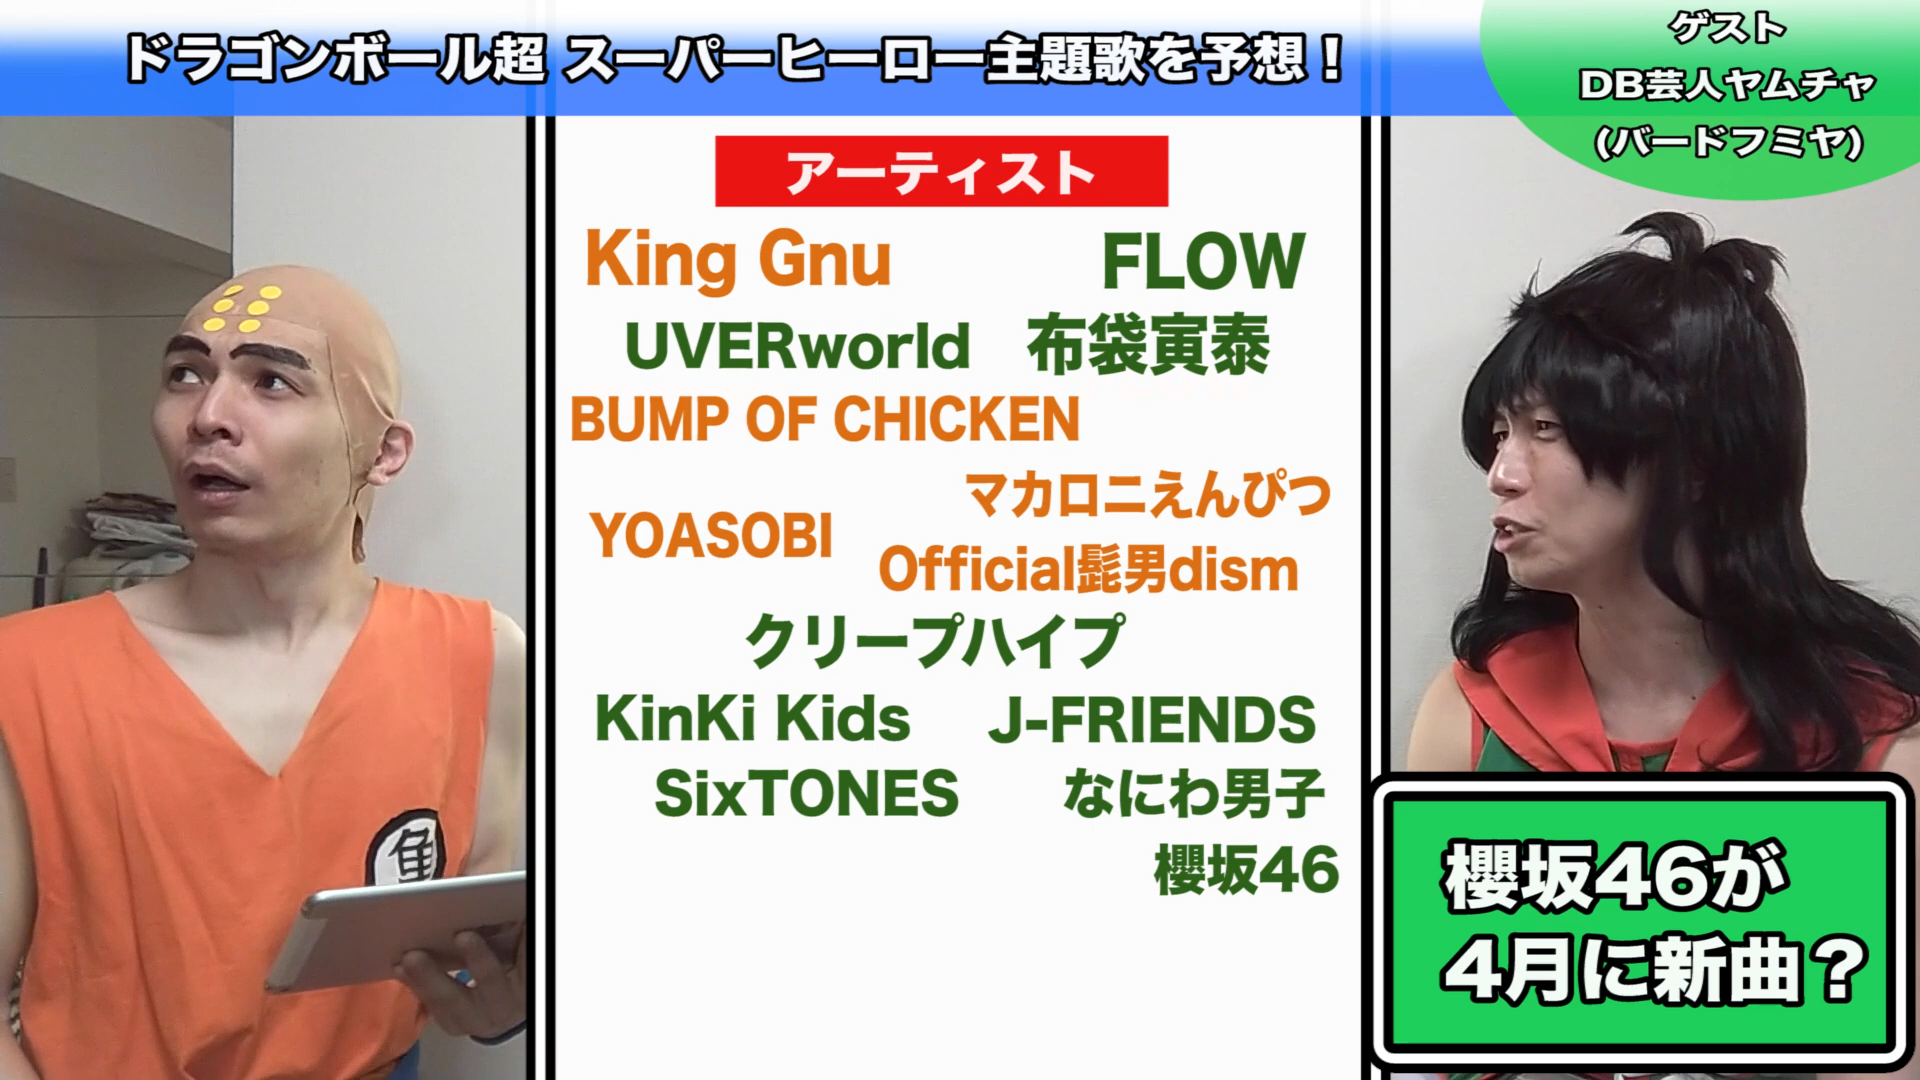 ドラゴンボール超 スーパーヒーロー主題歌を予想！
ゲスト
DB芸人ヤムチャ
(バードフミヤ)
アーティスト
King Gnu
FLOW
UVERworld
布袋寅泰
BUMP OF CHICKEN
マカロニえんぴつ
YOASOBI
Official髭男dism
クリープハイプ
KinKi Kids
J-FRIENDS
SixTONES
なにわ男子
櫻坂46
亀
櫻坂46が
4月に新曲？